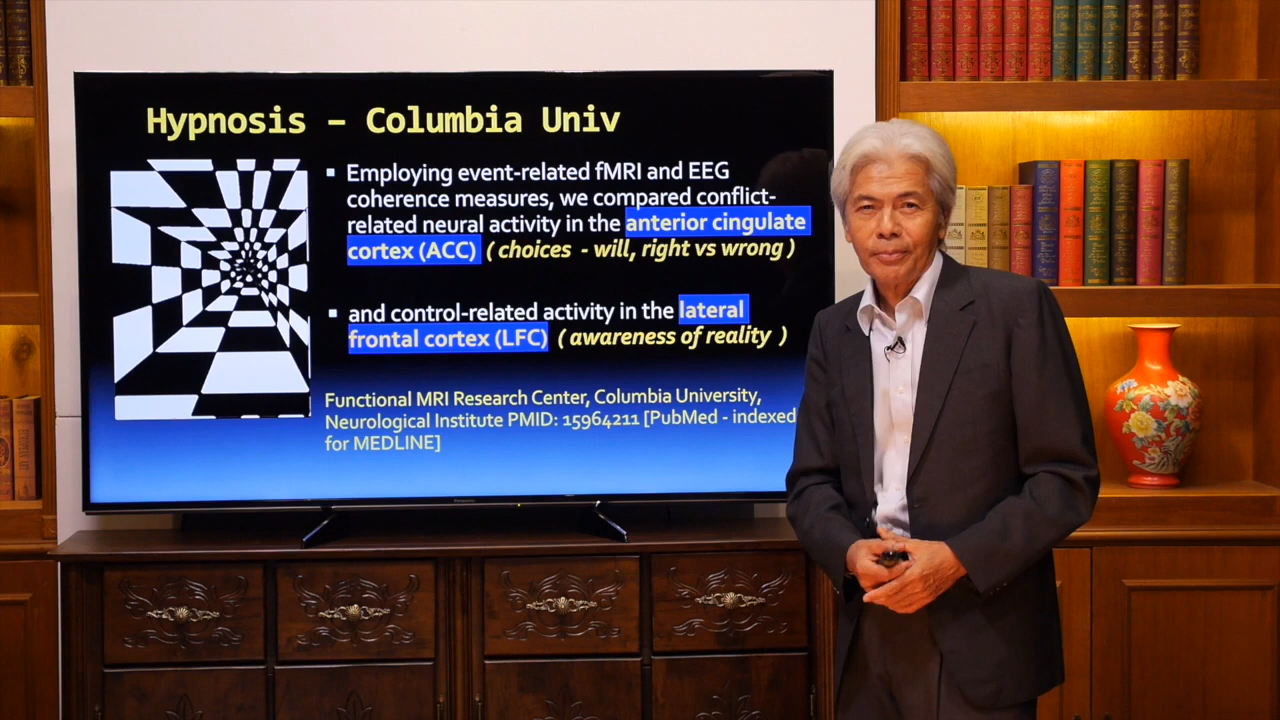 Hypnosis – Columbia Univ
▪ Employing event-related fMRI and EEG
coherence measures, we compared conflict-
related neural activity in the anterior cingulate
cortex (ACC) ( choices - will, right vs wrong )
▪ and control-related activity in the lateral
frontal cortex (LFC) ( awareness of reality )
Functional MRI Research Center, Columbia University,
Neurological Institute PMID: 15964211 [PubMed - indexed
for MEDLINE]
Panasonic